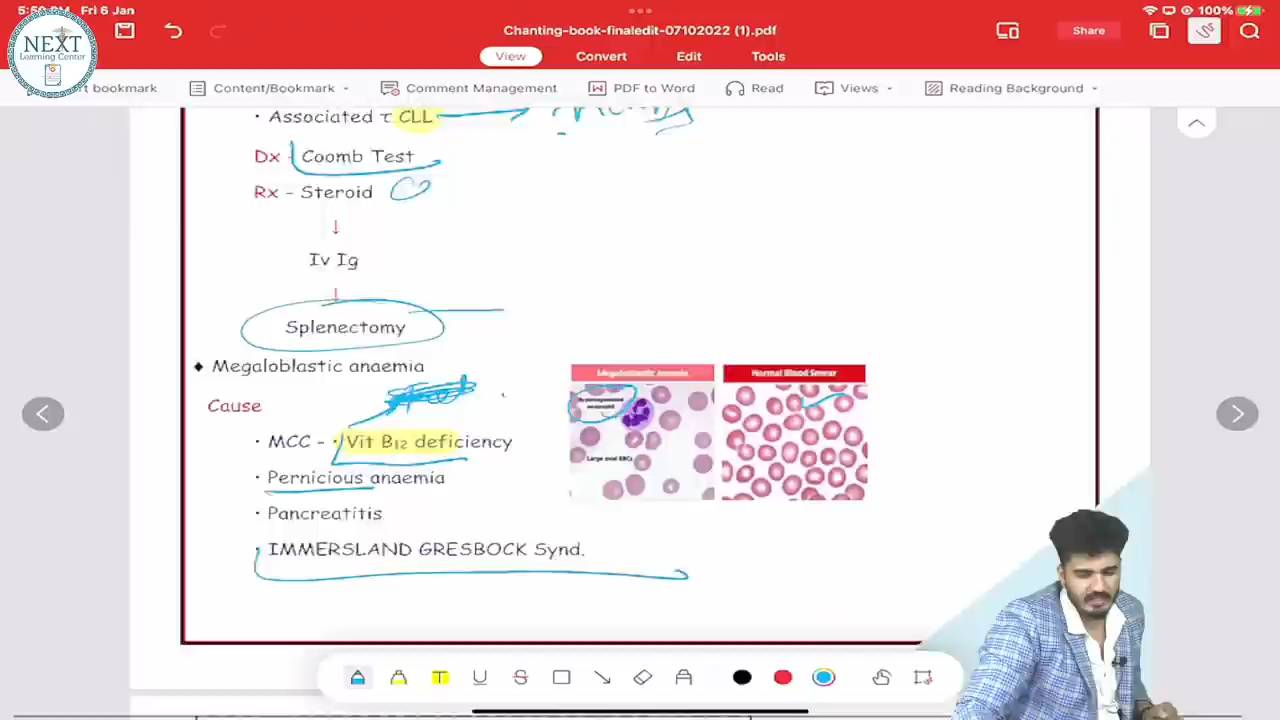 5:50 PM Fri 6 Jan
100%
NEXT
Learning Center
Chanting-book-finaledit-07102022 (1).pdf
Share
View
Convert
Edit
Tools
bookmark
Content/Bookmark
Comment Management
PDF to Word
Read
Views
Reading Background
• Associated τ CLL
Dx - Coomb Test
Rx - Steroid
↓
Iv Ig
↓
Splenectomy
◆ Megaloblastic anaemia
Cause
• MCC - • Vit B₁₂ deficiency
• Pernicious anaemia
• Pancreatitis
• IMMERSLAND GRESBOCK Synd.
Megaloblastic anemia
Large oval RBCs
Normal Blood Smear
T
U
S